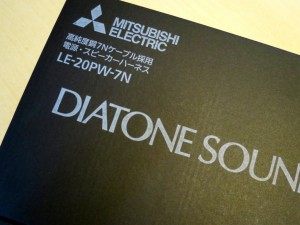 MITSUBISHI
ELECTRIC
高純度銅7Nケーブル採用
電源・スピーカーハーネス
LE-20PW-7N
DIATONE SOUN